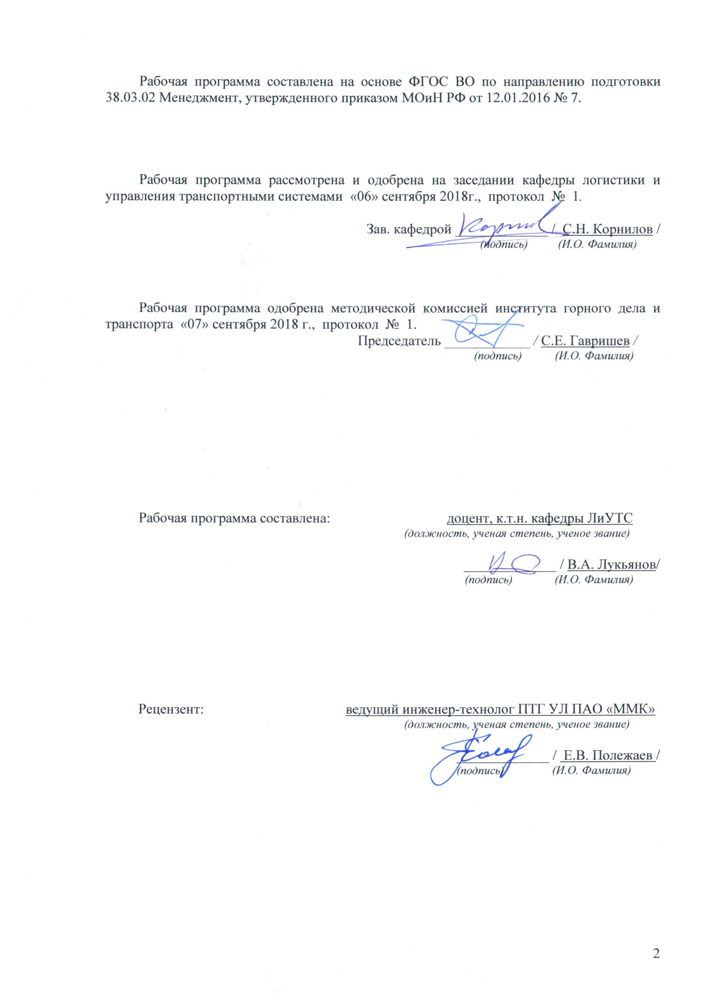 Рабочая программа составлена на основе ФГОС ВО по направлению подготовки
38.03.02 Менеджмент, утвержденного приказом МОиН РФ от 12.01.2016 № 7.
Рабочая программа рассмотрена и одобрена на заседании кафедры логистики и
управления транспортными системами «06» сентября 2018г., протокол № 1.
Зав. кафедрой ______________ / С.Н. Корнилов /
(подпись) (И.О. Фамилия)
Рабочая программа одобрена методической комиссией института горного дела и
транспорта «07» сентября 2018 г., протокол № 1.
Председатель _____________ / С.Е. Гавришев /
(подпись) (И.О. Фамилия)
Рабочая программа составлена: доцент, к.т.н. кафедры ЛиУТС
(должность, ученая степень, ученое звание)
______________ / В.А. Лукьянов/
(подпись) (И.О. Фамилия)
Рецензент: ведущий инженер-технолог ПТГ УЛ ПАО «ММК»
(должность, ученая степень, ученое звание)
______________ / Е.В. Полежаев /
(подпись) (И.О. Фамилия)
2